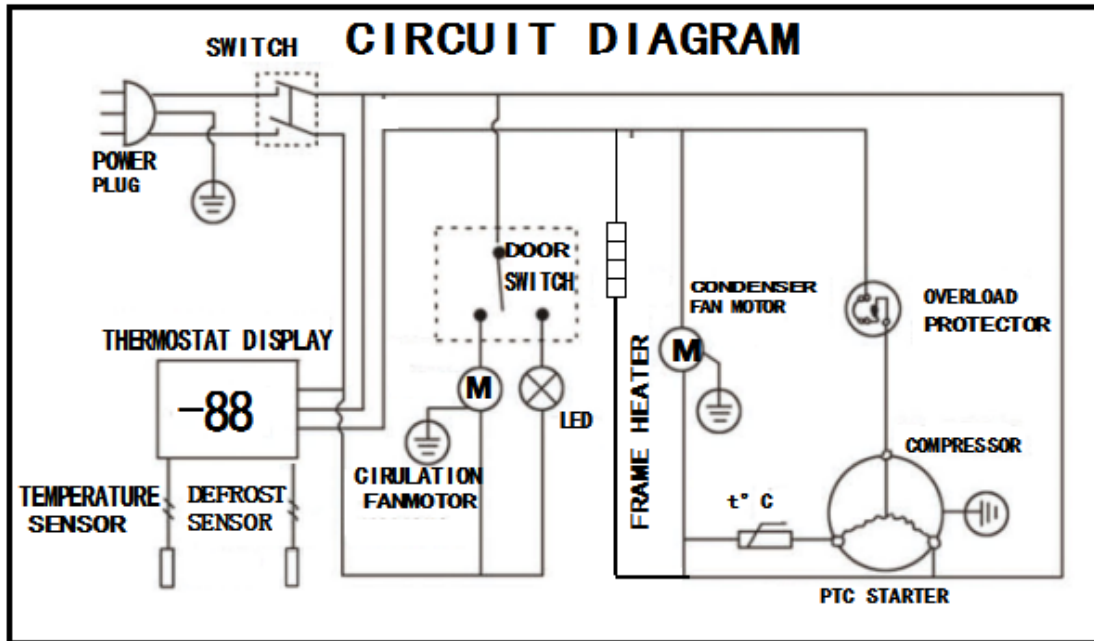 CIRCUIT DIAGRAM
SWITCH
POWER
PLUG
DOOR
SWITCH
CONDENSER
FAN MOTOR
OVERLOAD
PROTECTOR
THERMOSTAT DISPLAY
-88
M
M
LED
CIRULATION
FANMOTOR
FRAME HEATER
COMPRESSOR
TEMPERATURE
SENSOR
DEFROST
SENSOR
t° C
PTC STARTER